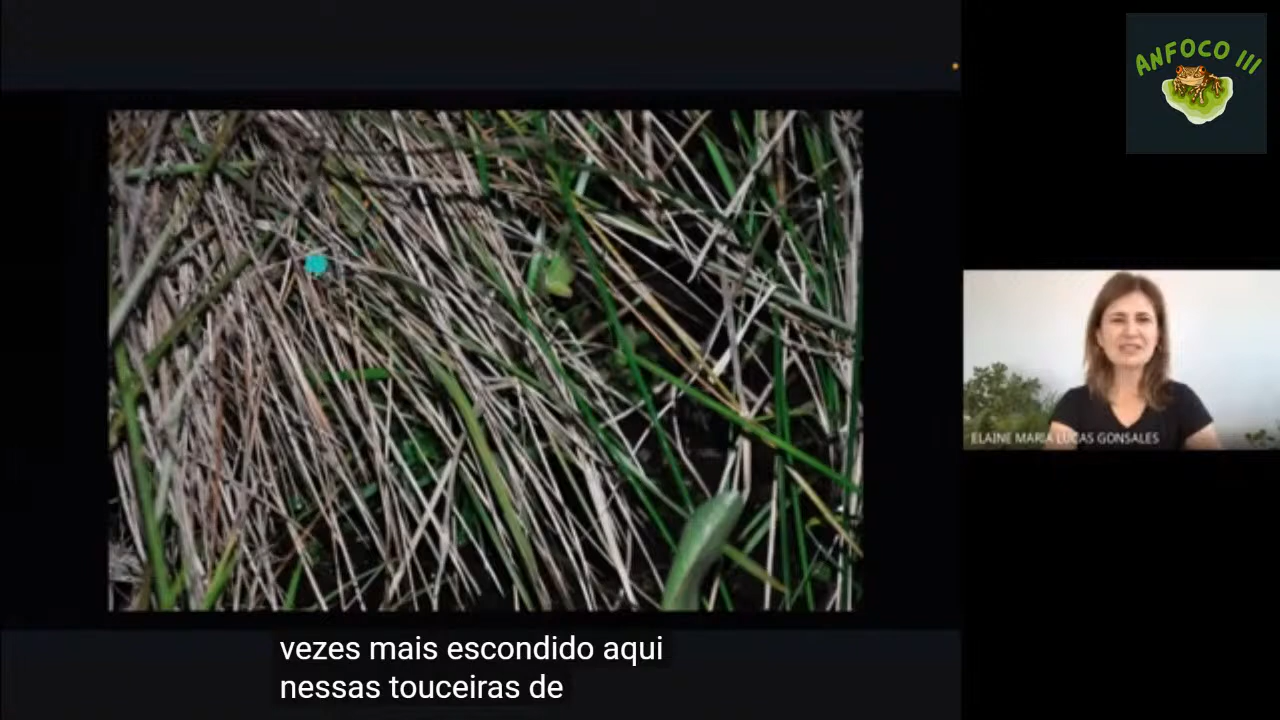 ANFOCO III
ELAINE MARIA LUCAS GONSALES
vezes mais escondido aqui
nessas touceiras de